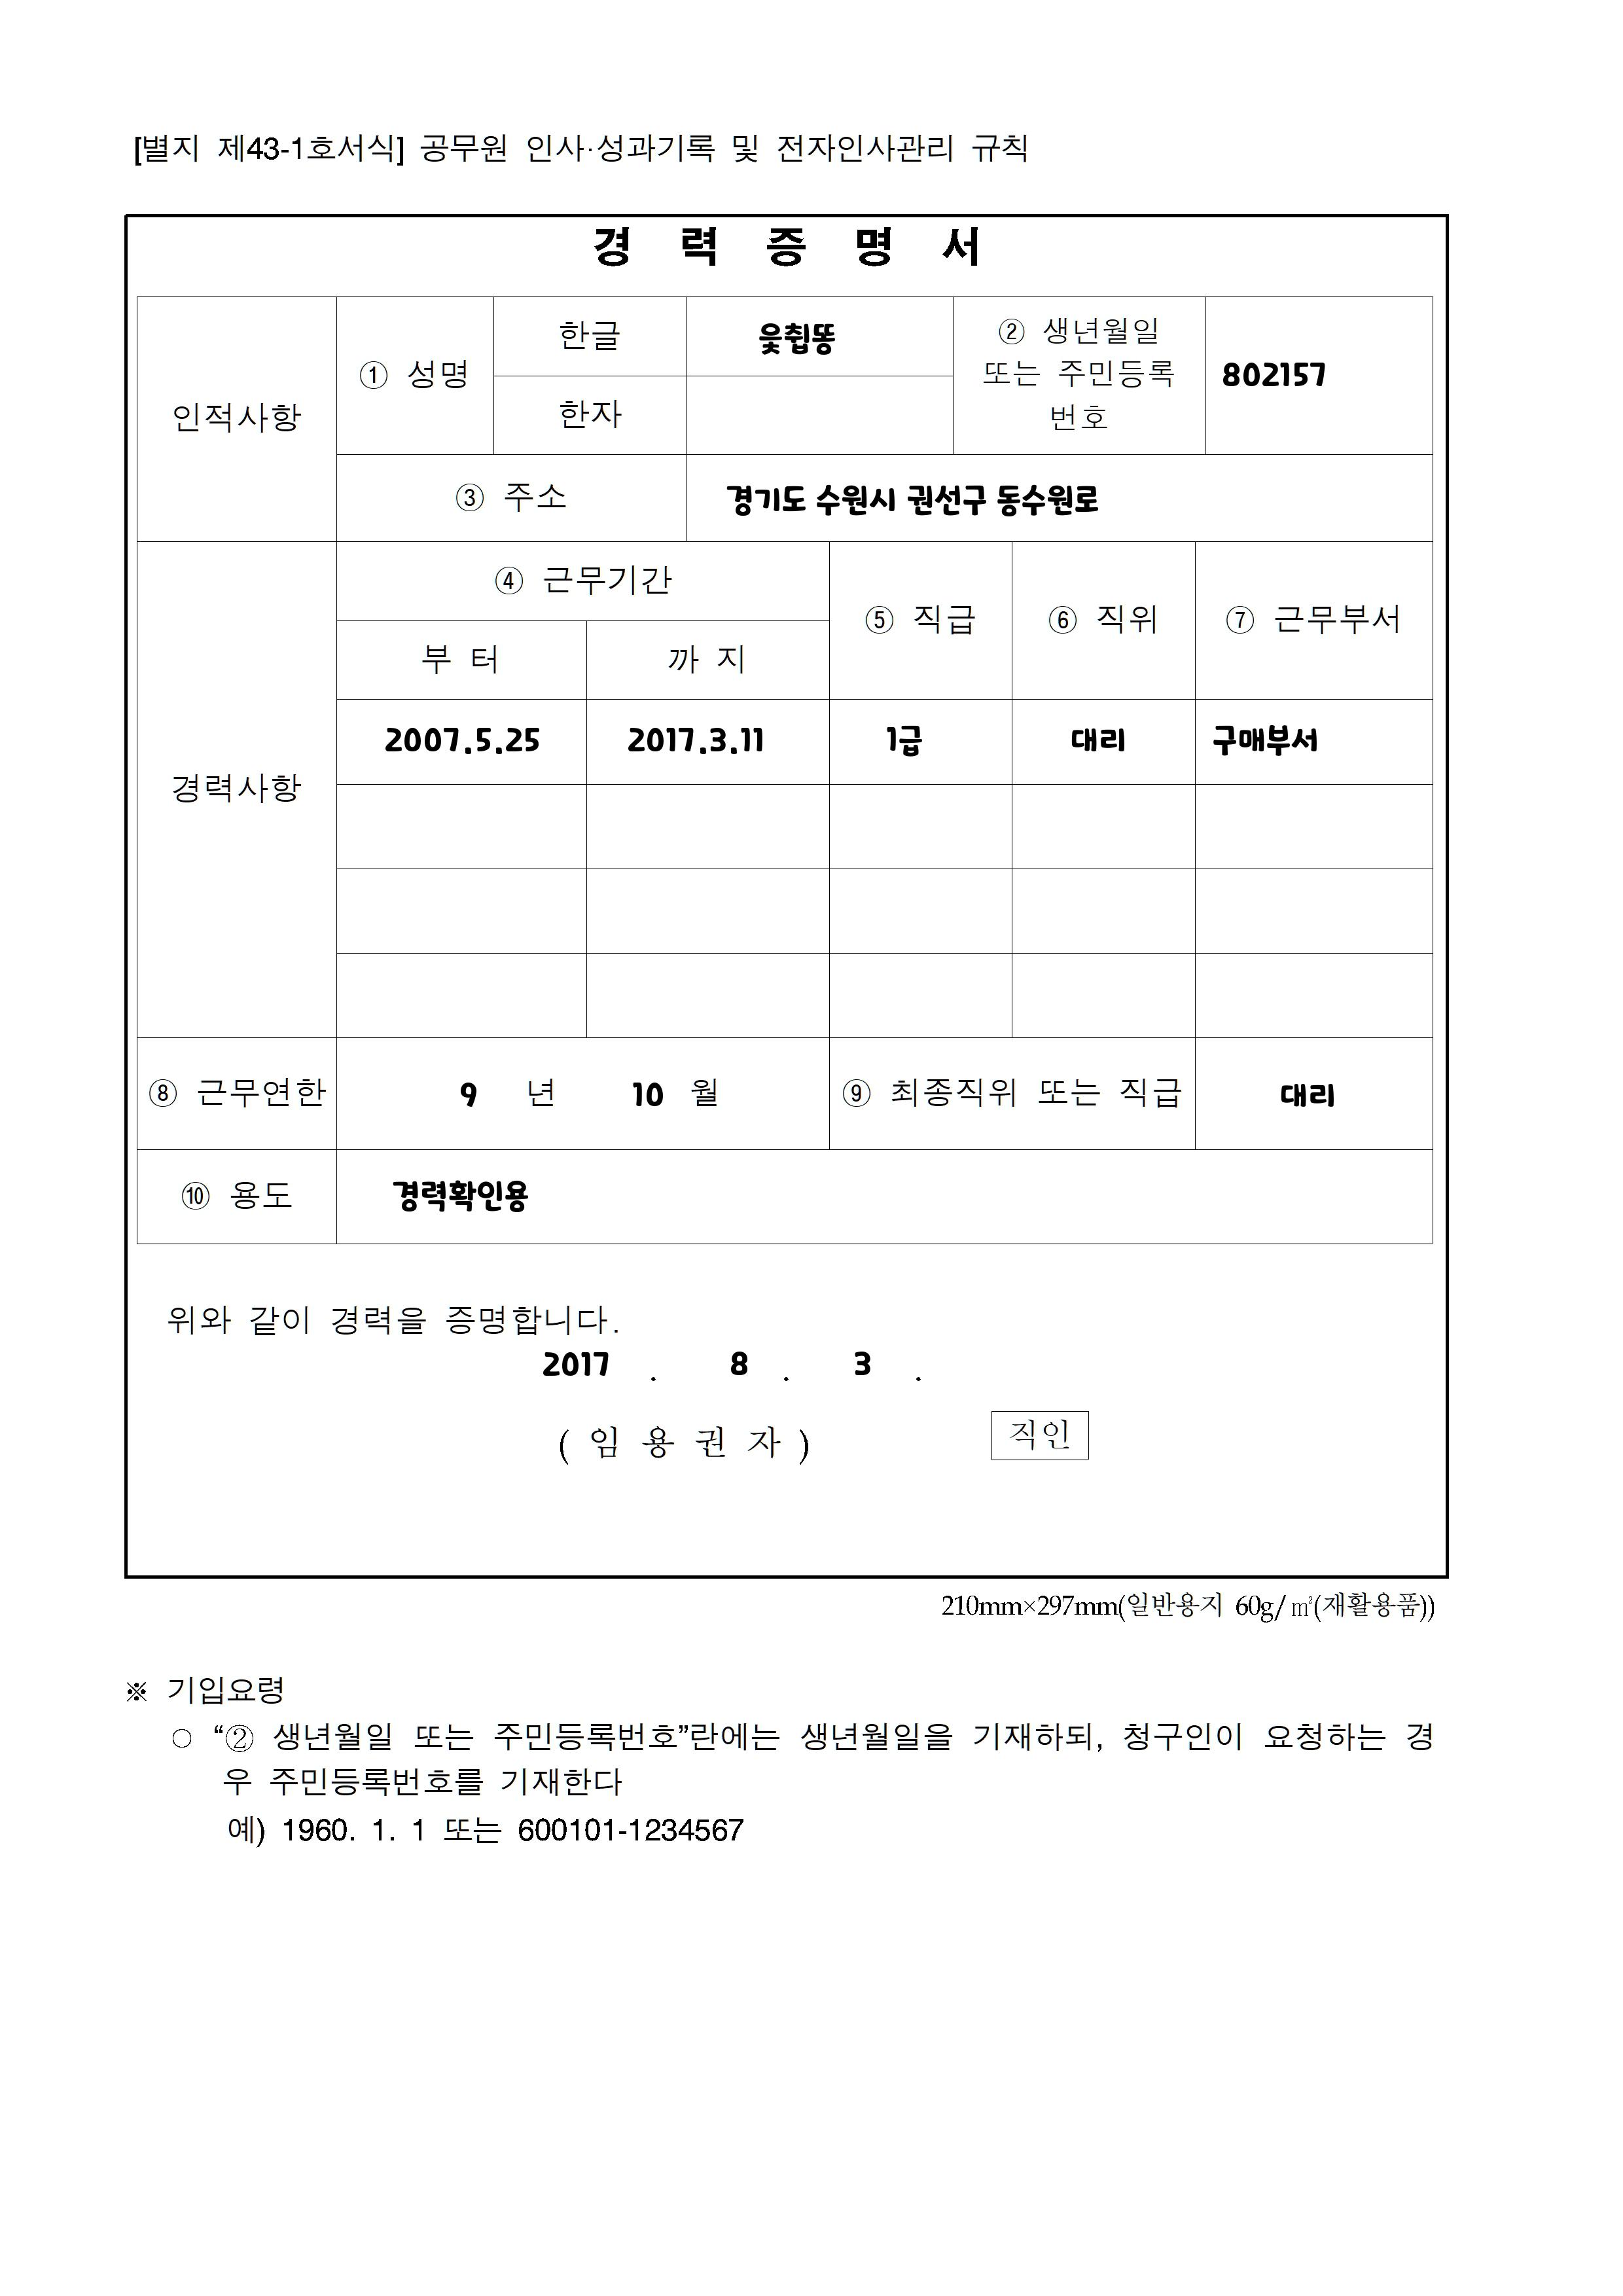 [별지 제43-1호서식] 공무원 인사·성과기록 및 전자인사관리 규칙
경 력 증 명 서
인적사항
① 성명
한글
윷췹똥
한자
② 생년월일
또는 주민등록
번호
802157
③ 주소
경기도 수원시 권선구 동수원로
경력사항
④ 근무기간
부 터
까 지
⑤ 직급
⑥ 직위
⑦ 근무부서
2007.5.25
2017.3.11
1급
대리
구매부서
⑧ 근무연한
9 년 10 월
⑨ 최종직위 또는 직급
대리
⑩ 용도
경력확인용
위와 같이 경력을 증명합니다.
2017 . 8 . 3 .
( 임 용 권 자 )
직인
210mm×297mm(일반용지 60g/㎡(재활용품))
※ 기입요령
○ “② 생년월일 또는 주민등록번호”란에는 생년월일을 기재하되, 청구인이 요청하는 경
우 주민등록번호를 기재한다
예) 1960. 1. 1 또는 600101-1234567